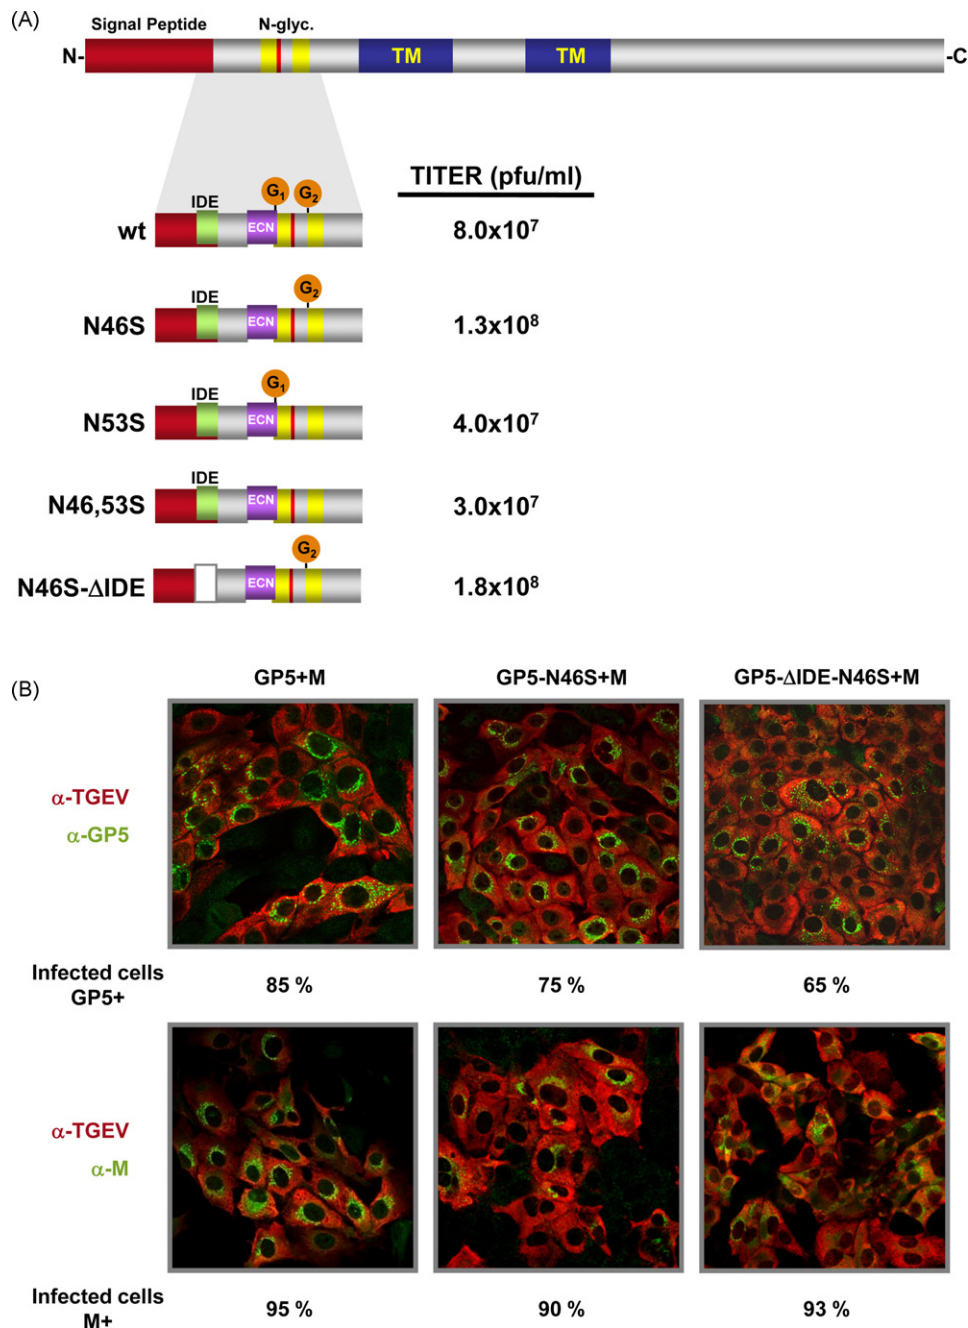 (A)
Signal Peptide N-glyc.
N- TM TM -C
TITER (pfu/ml)
IDE G₁ G₂
wt ECN 8.0x10⁷
IDE G₂
N46S ECN 1.3x10⁸
IDE G₁
N53S ECN 4.0x10⁷
IDE
N46,53S ECN 3.0x10⁷
G₂
N46S-ΔIDE ECN 1.8x10⁸
(B)
GP5+M GP5-N46S+M GP5-ΔIDE-N46S+M
α-TGEV
α-GP5
Infected cells
GP5+ 85 % 75 % 65 %
α-TGEV
α-M
Infected cells
M+ 95 % 90 % 93 %